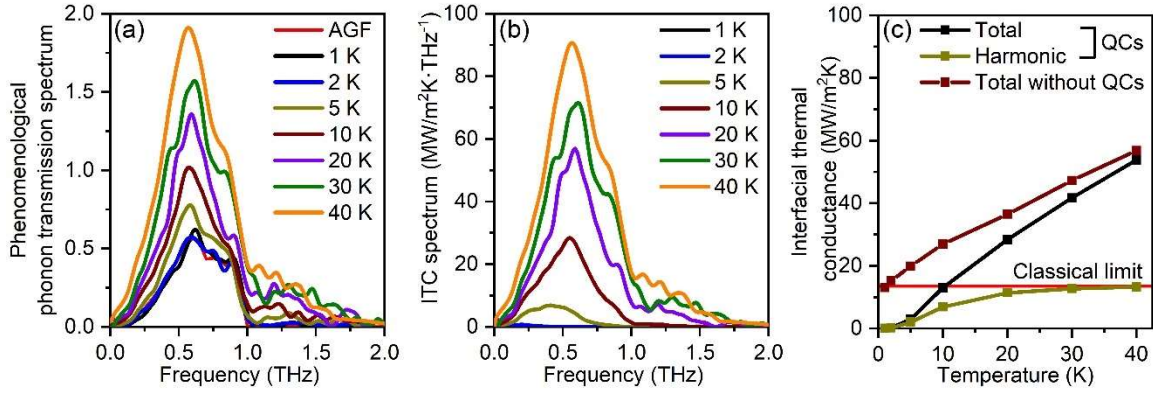 (a)
Phenomenological
phonon transmission spectrum
2.0
1.5
1.0
0.5
0.0
AGF
1 K
2 K
5 K
10 K
20 K
30 K
40 K
0.0 0.5 1.0 1.5 2.0
Frequency (THz)
(b)
ITC spectrum (MW/m²K·THz⁻¹)
100
80
60
40
20
0
1 K
2 K
5 K
10 K
20 K
30 K
40 K
0.0 0.5 1.0 1.5 2.0
Frequency (THz)
(c)
Interfacial thermal
conductance (MW/m²K)
100
80
60
40
20
0
Total
Harmonic
QCs
Total without QCs
Classical limit
0 10 20 30 40
Temperature (K)